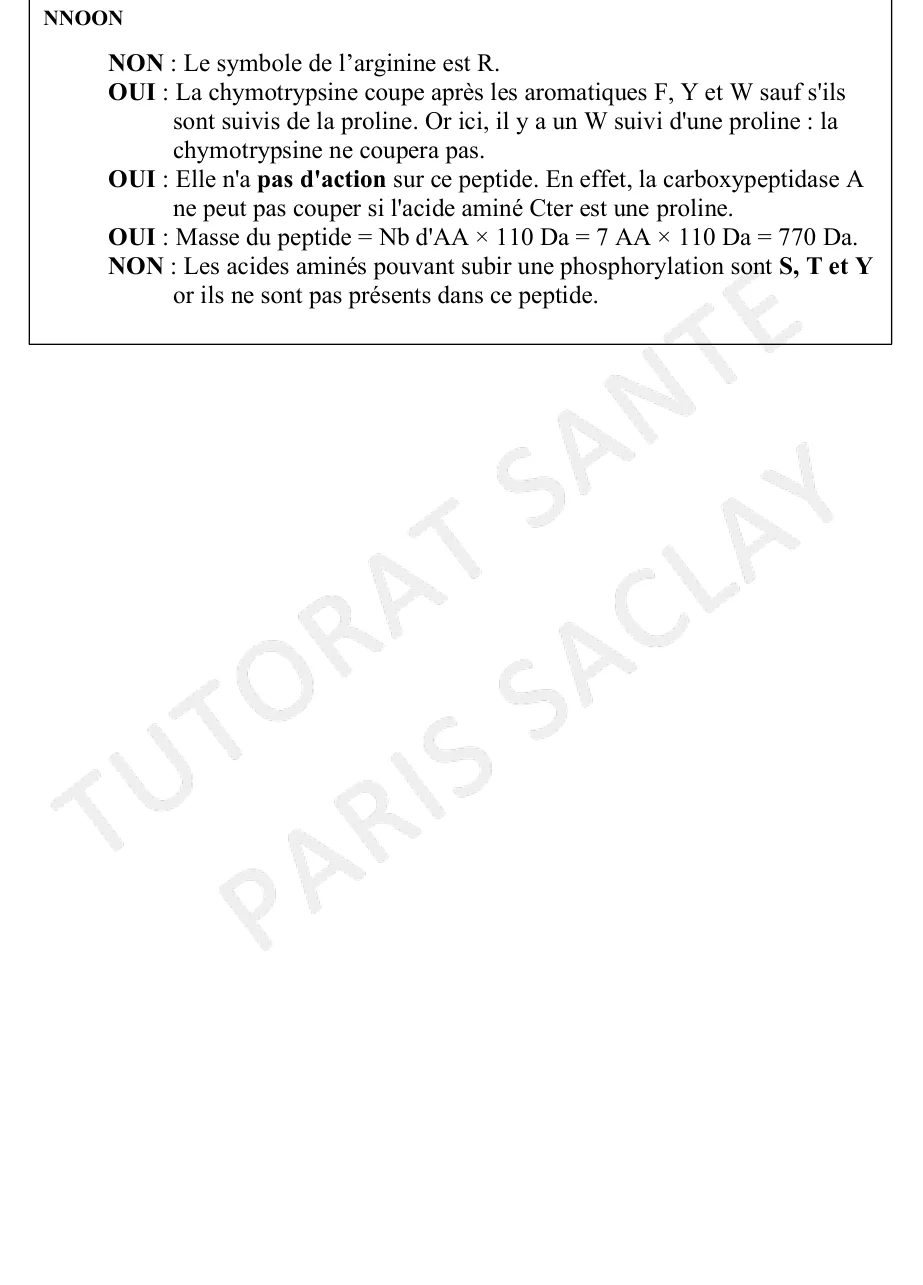 NNOON
NON : Le symbole de l’arginine est R.
OUI : La chymotrypsine coupe après les aromatiques F, Y et W sauf s'ils
sont suivis de la proline. Or ici, il y a un W suivi d'une proline : la
chymotrypsine ne coupera pas.
OUI : Elle n'a pas d'action sur ce peptide. En effet, la carboxypeptidase A
ne peut pas couper si l'acide aminé Cter est une proline.
OUI : Masse du peptide = Nb d'AA × 110 Da = 7 AA × 110 Da = 770 Da.
NON : Les acides aminés pouvant subir une phosphorylation sont S, T et Y
or ils ne sont pas présents dans ce peptide.
TUTORAT SANTE
PARIS SACLAY